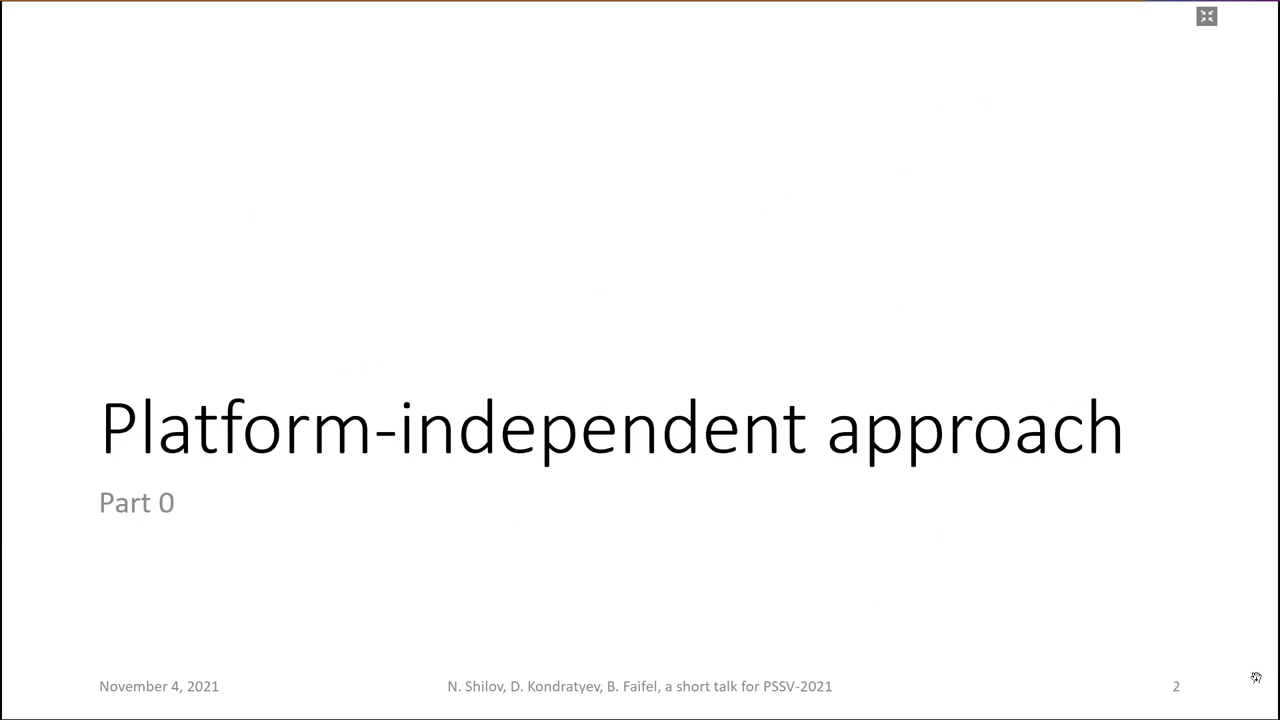 Platform-independent approach
Part 0
November 4, 2021
N. Shilov, D. Kondratyev, B. Faifel, a short talk for PSSV-2021
2